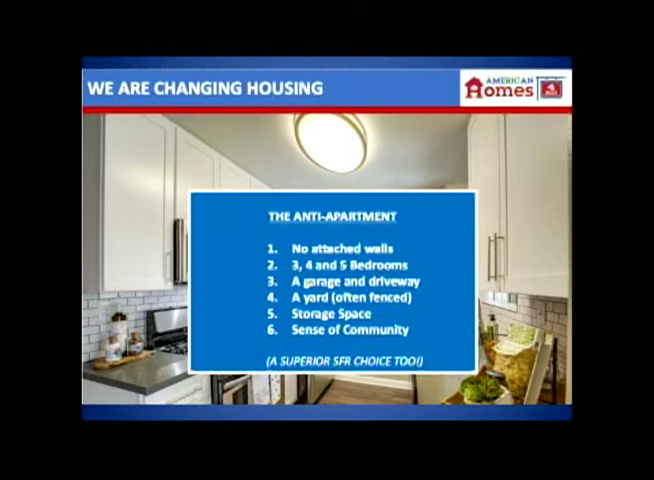 WE ARE CHANGING HOUSING
AMERICAN
Homes
4
THE ANTI-APARTMENT
1. No attached walls
2. 3, 4 and 5 Bedrooms
3. A garage and driveway
4. A yard (often fenced)
5. Storage Space
6. Sense of Community
(A SUPERIOR SFR CHOICE TOO!)